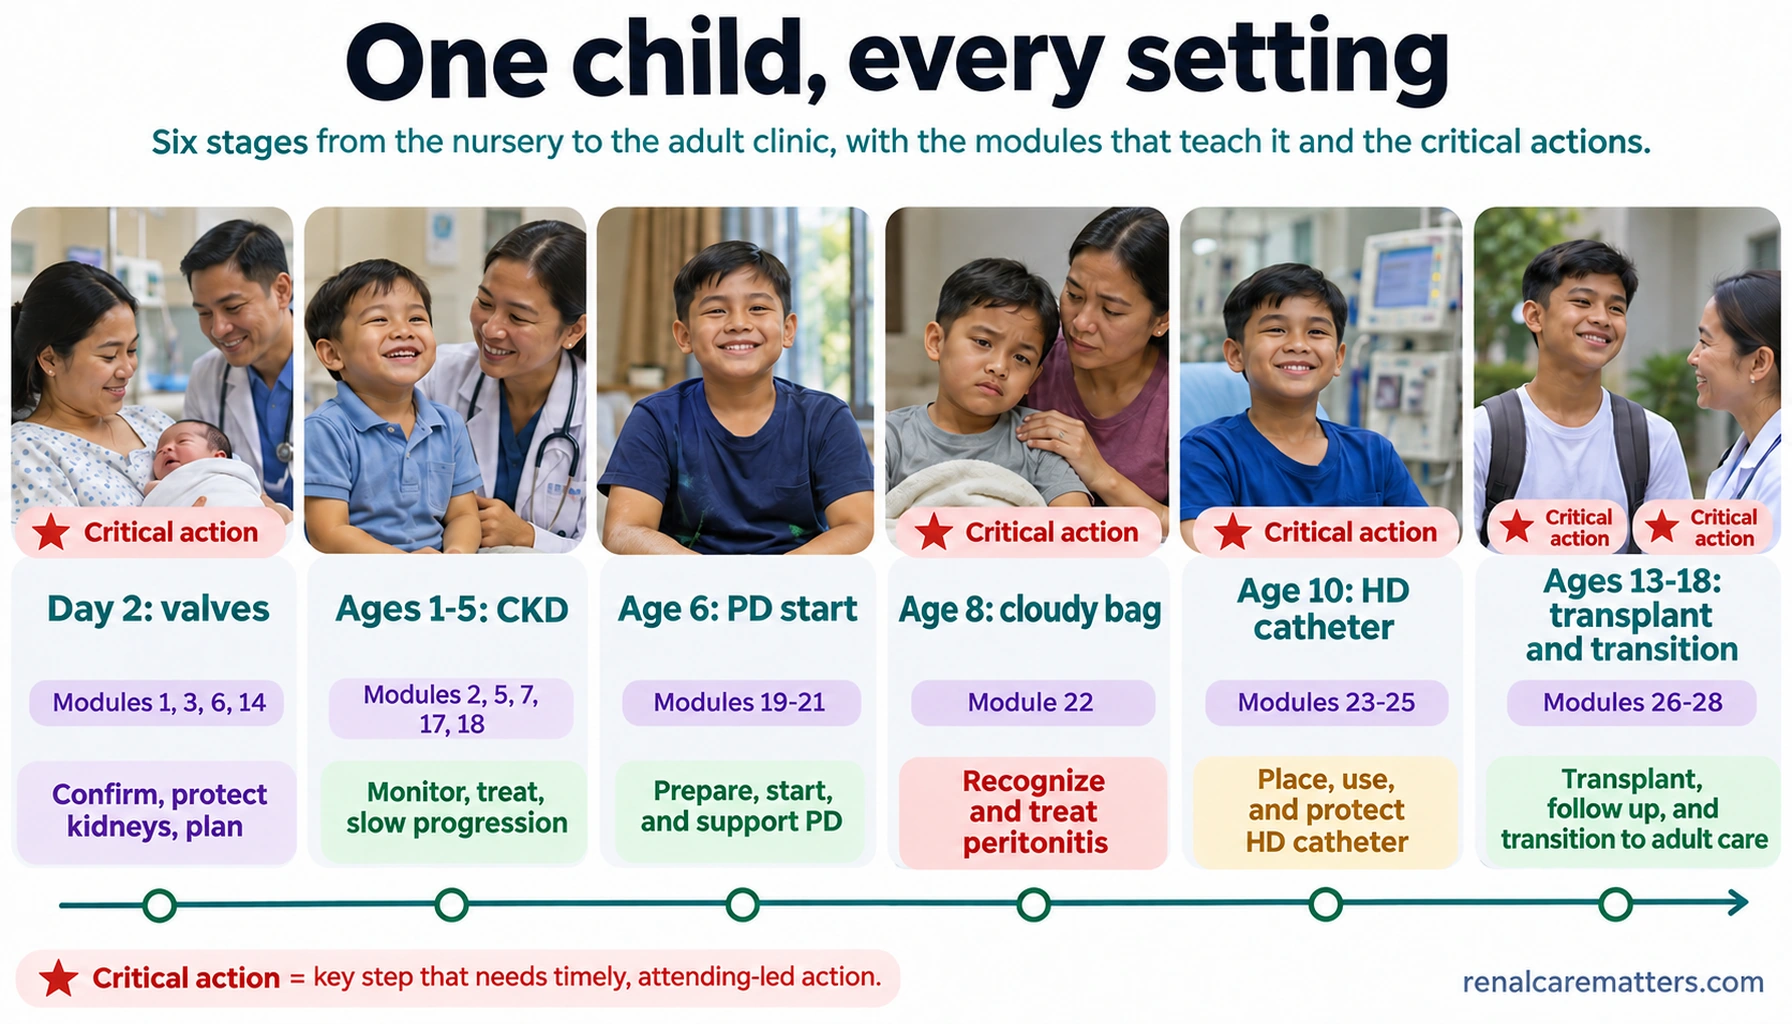 One child, every setting
Six stages from the nursery to the adult clinic, with the modules that teach it and the critical actions.
Critical action
Day 2: valves
Modules 1, 3, 6, 14
Confirm, protect
kidneys, plan
Ages 1-5: CKD
Modules 2, 5, 7,
17, 18
Monitor, treat,
slow progression
Age 6: PD start
Modules 19-21
Prepare, start,
and support PD
Critical action
Age 8: cloudy bag
Module 22
Recognize
and treat
peritonitis
Critical action
Age 10: HD
catheter
Modules 23-25
Place, use,
and protect
HD catheter
Critical
action
Critical
action
Ages 13-18:
transplant
and transition
Modules 26-28
Transplant,
follow up, and
transition to adult care
Critical action = key step that needs timely, attending-led action.
renalcarematters.com